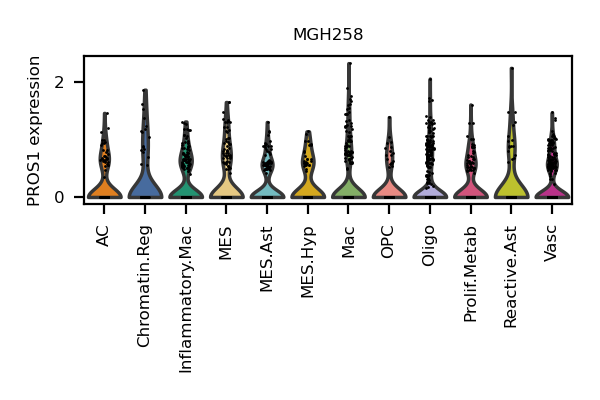 MGH258
PROS1 expression
2
0
AC
Chromatin.Reg
Inflammatory.Mac
MES
MES.Ast
MES.Hyp
Mac
OPC
Oligo
Prolif.Metab
Reactive.Ast
Vasc